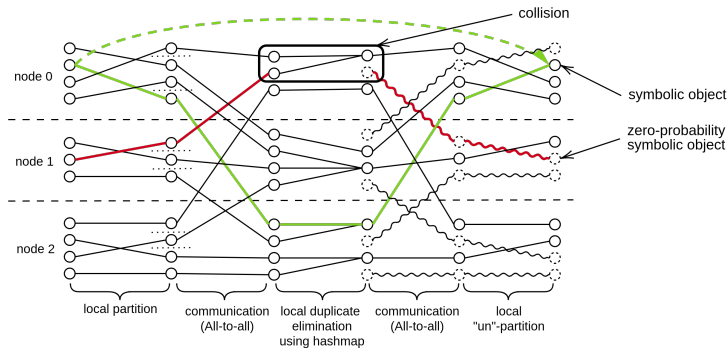 collision
node 0
symbolic object
zero-probability
symbolic object
node 1
node 2
local partition
communication
(All-to-all)
local duplicate
elimination
using hashmap
communication
(All-to-all)
local
"un"-partition